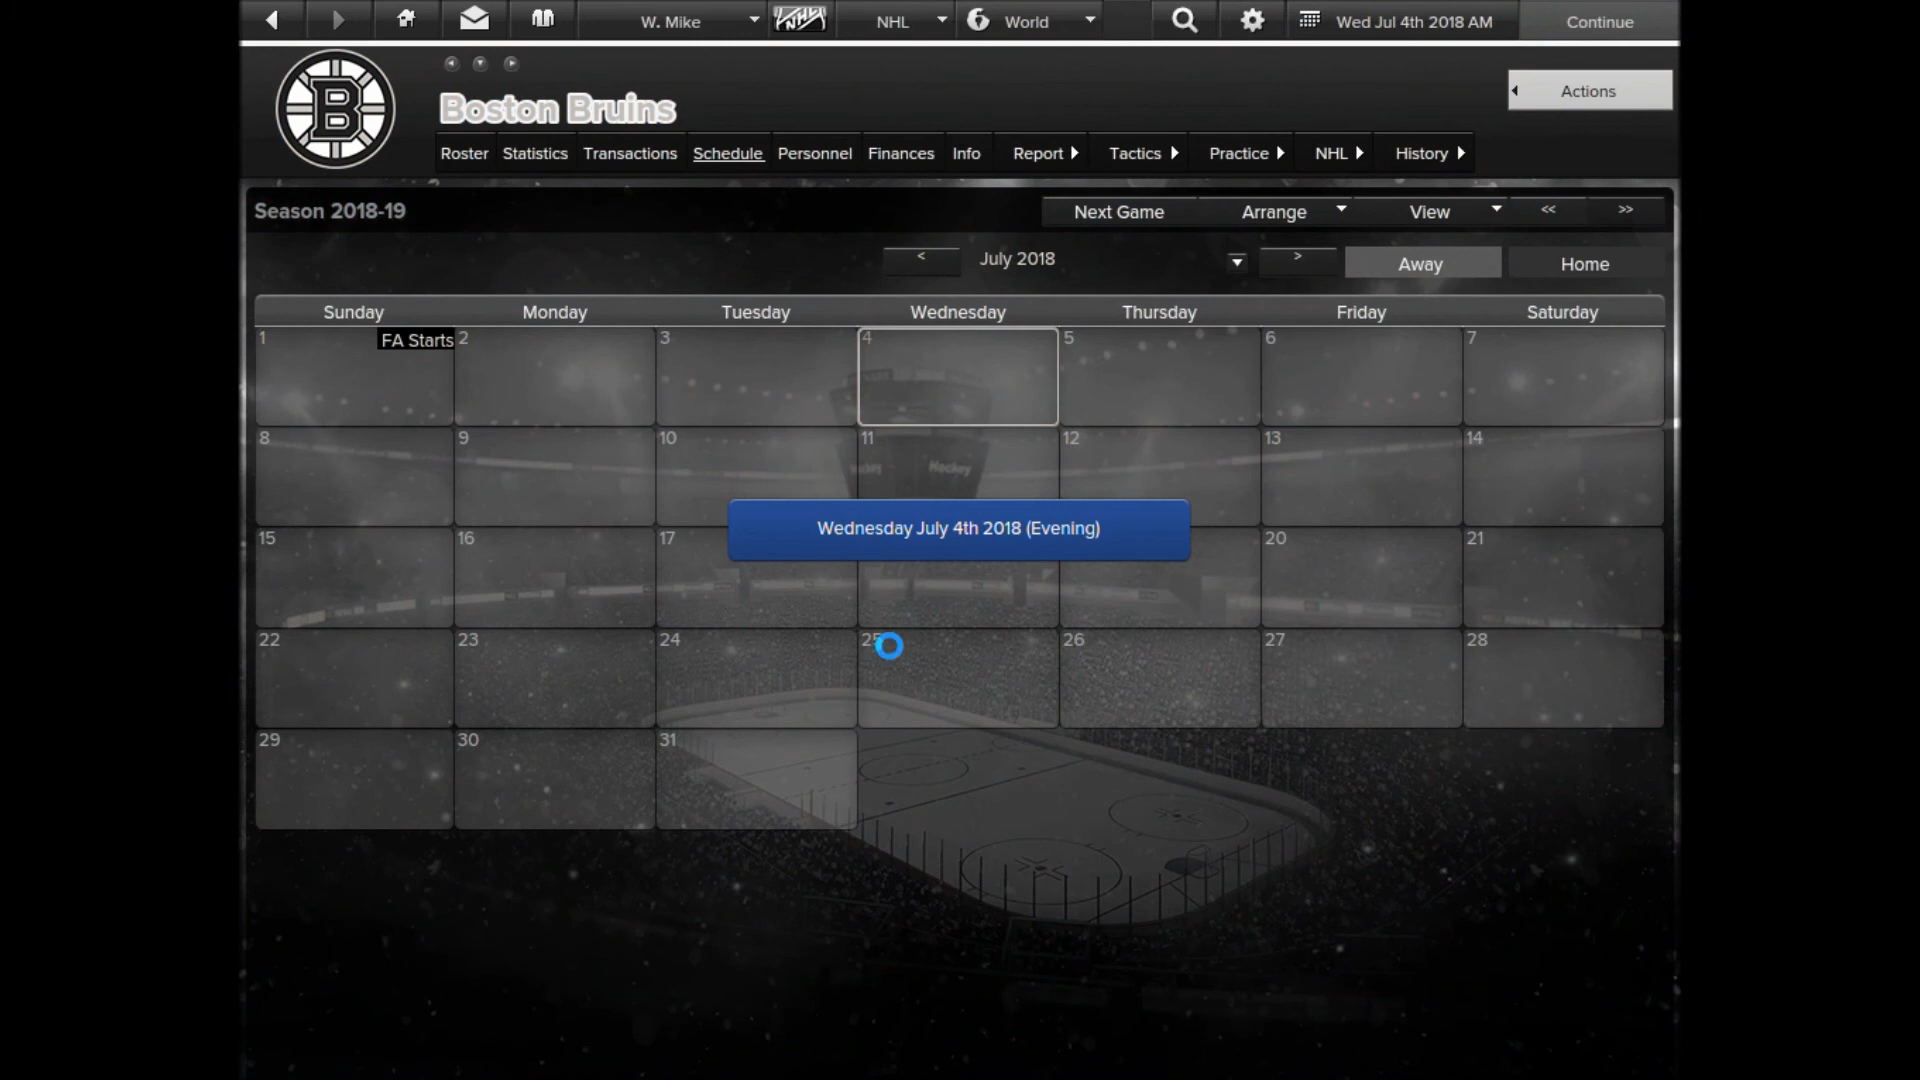 W. Mike NHL NHL World Wed Jul 4th 2018 AM Continue
B Boston Bruins Actions
Roster Statistics Transactions Schedule Personnel Finances Info Report Tactics Practice NHL History
Season 2018-19 Next Game Arrange View << >>
< July 2018 > Away Home
Sunday Monday Tuesday Wednesday Thursday Friday Saturday
1 FA Starts 2 3 4 5 6 7
8 9 10 11 12 13 14
Hockey
Wednesday July 4th 2018 (Evening)
15 16 17 20 21
22 23 24 25 26 27 28
29 30 31